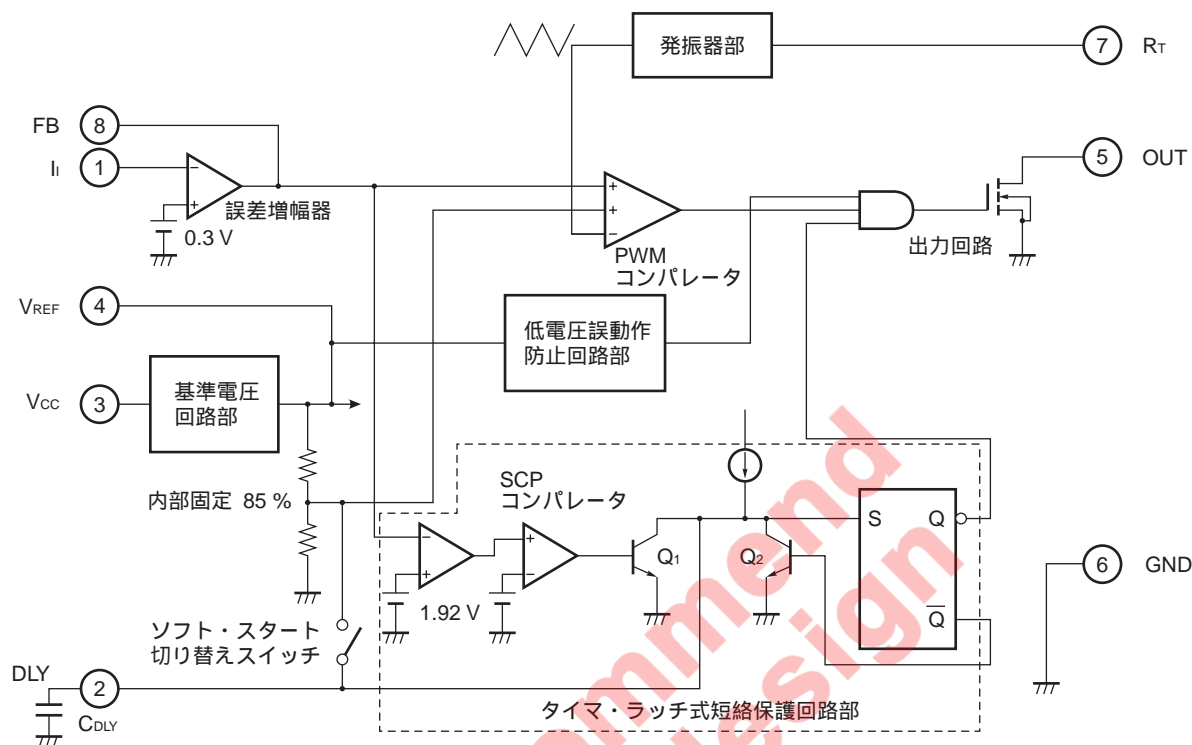 発振器部
7 RT
FB 8
II 1
- +
誤差増幅器
0.3 V
+ + -
PWM
コンパレータ
5 OUT
出力回路
VREF 4
低電圧誤動作
防止回路部
VCC 3
基準電圧
回路部
内部固定 85 %
SCP
コンパレータ
- +
1.92 V
+ -
Q1
Q2
S Q
Q̅
6 GND
ソフト・スタート
切り替えスイッチ
DLY 2
CDLY
タイマ・ラッチ式短絡保護回路部
mmend
esign